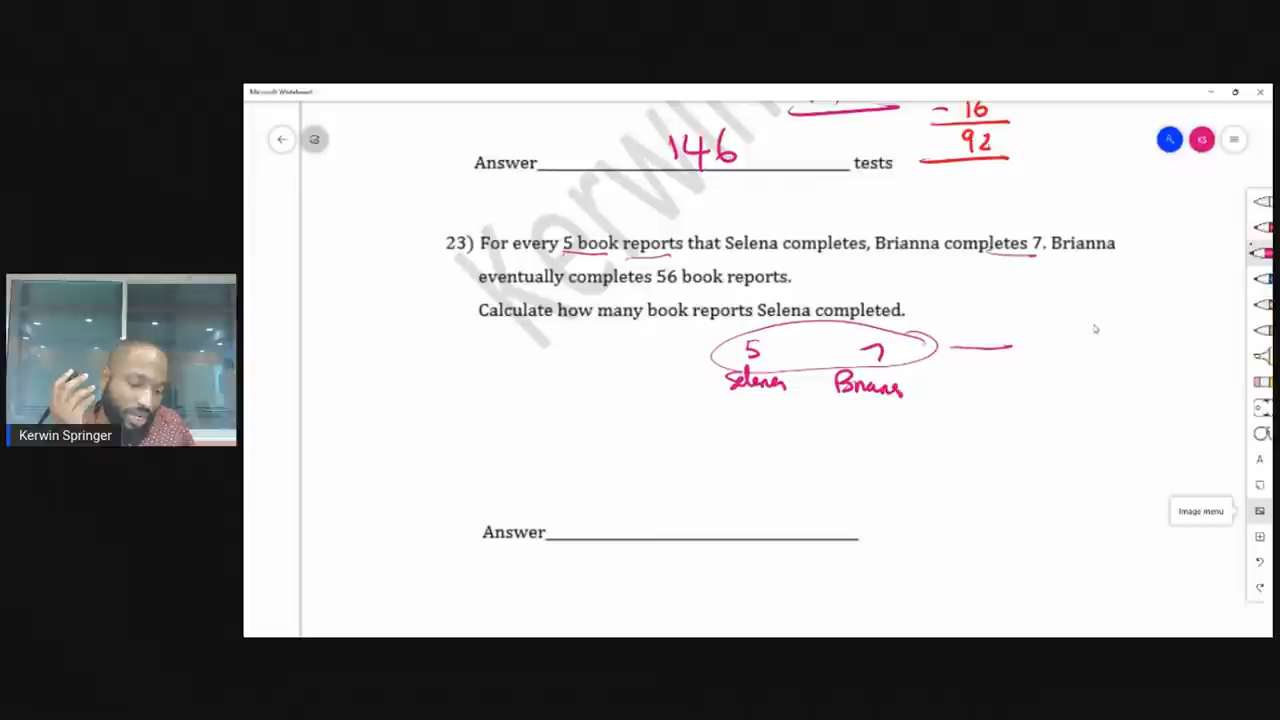 Microsoft Whiteboard
- 16
92
146
Answer tests
KS
Kerwin
23) For every 5 book reports that Selena completes, Brianna completes 7. Brianna
eventually completes 56 book reports.
Calculate how many book reports Selena completed.
5 7
Selena Briana
Kerwin Springer
A
Image menu
Answer